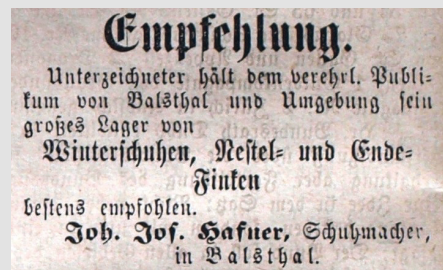 Empfehlung.
Unterzeichneter hält dem verehrl. Publi-
kum von Balsthal und Umgebung sein
großes Lager von
Winterschuhen, Nestel- und Ende-
Finken
bestens empfohlen.
Joh. Jos. Hafner, Schuhmacher,
in Balsthal.